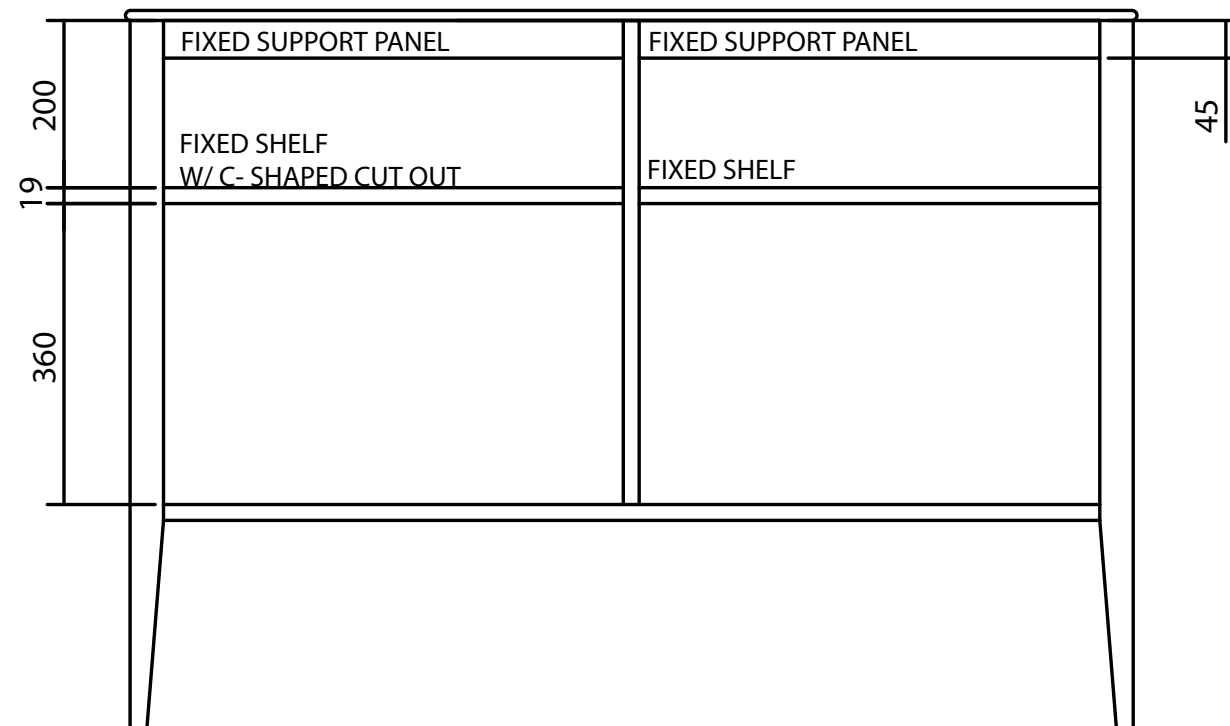 FIXED SUPPORT PANEL
FIXED SUPPORT PANEL
200
45
FIXED SHELF
W/ C- SHAPED CUT OUT
FIXED SHELF
19
360